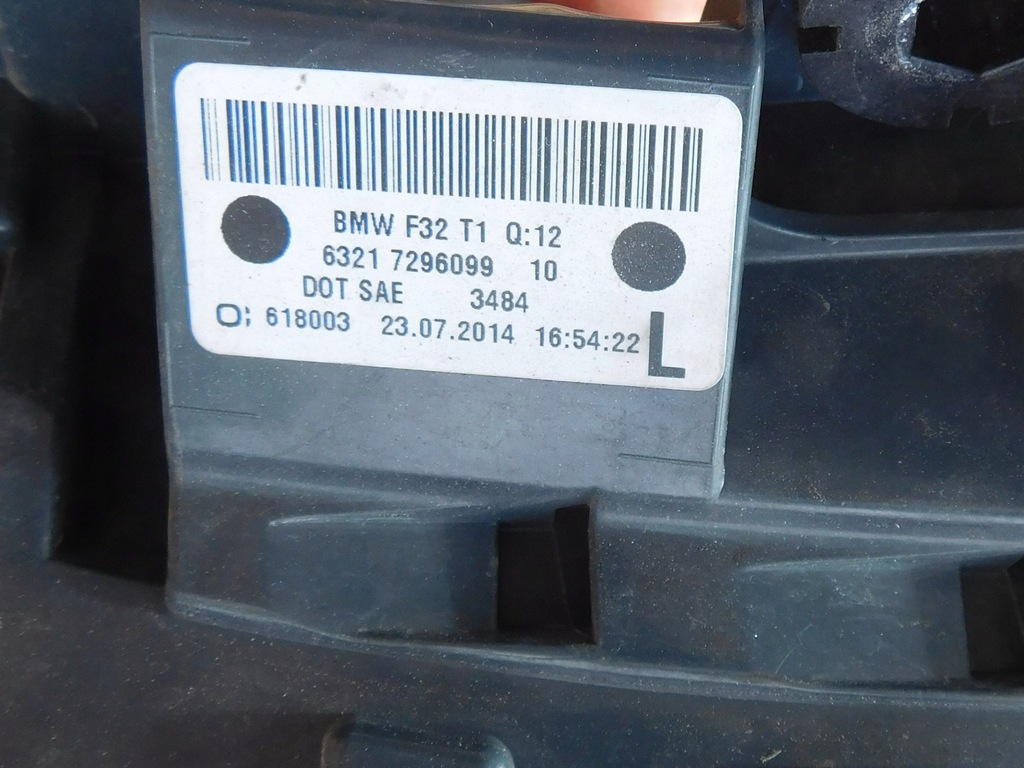 BMW F32 T1 Q:12
6321 7296099 10
DOT SAE 3484
O; 618003 23.07.2014 16:54:22 L